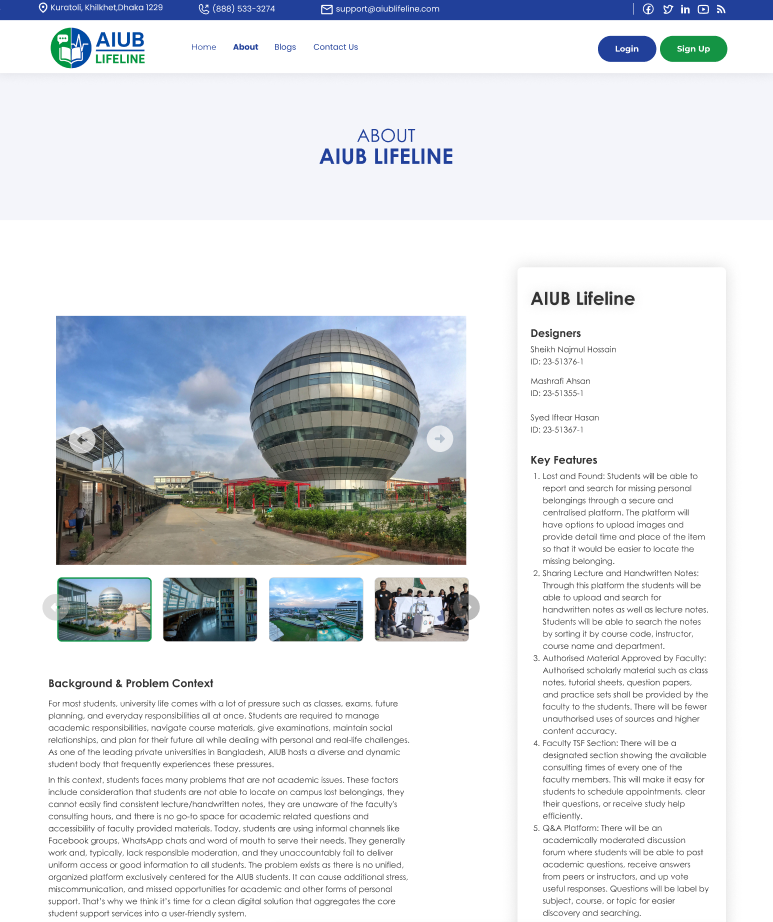 Kuratoli, Khilkhet,Dhaka 1229
(888) 533-3274
support@aiublifeline.com
AIUB
LIFELINE
Home
About
Blogs
Contact Us
Login
Sign Up
ABOUT
AIUB LIFELINE
Background & Problem Context
For most students, university life comes with a lot of pressure such as classes, exams, future
planning, and everyday responsibilities all at once. Students are required to manage
academic responsibilities, navigate course materials, give examinations, maintain social
relationships, and plan for their future all while dealing with personal and real-life challenges.
As one of the leading private universities in Bangladesh, AIUB hosts a diverse and dynamic
student body that frequently experiences these pressures.
In this context, students faces many problems that are not academic issues. These factors
include consideration that students are not able to locate on campus lost belongings, they
cannot easily find consistent lecture/handwritten notes, they are unaware of the faculty's
consulting hours, and there is no go-to space for academic related questions and
accessibility of faculty provided materials. Today, students are using informal channels like
Facebook groups, WhatsApp chats and word of mouth to serve their needs. They generally
work and, typically, lack responsible moderation, and they unaccountably fail to deliver
uniform access or good information to all students. The problem exists as there is no unified,
organized platform exclusively centered for the AIUB students. It can cause additional stress,
miscommunication, and missed opportunities for academic and other forms of personal
support. That's why we think it's time for a clean digital solution that aggregates the core
student support services into a user-friendly system.
AIUB Lifeline
Designers
Sheikh Najmul Hossain
ID: 23-51376-1
Mashrafi Ahsan
ID: 23-51355-1
Syed Iftear Hasan
ID: 23-51367-1
Key Features
1. Lost and Found: Students will be able to
report and search for missing personal
belongings through a secure and
centralised platform. The platform will
have options to upload images and
provide detail time and place of the item
so that it would be easier to locate the
missing belonging.
2. Sharing Lecture and Handwritten Notes:
Through this platform the students will be
able to upload and search for
handwritten notes as well as lecture notes.
Students will be able to search the notes
by sorting it by course code, instructor,
course name and department.
3. Authorised Material Approved by Faculty:
Authorised scholarly material such as class
notes, tutorial sheets, question papers,
and practice sets shall be provided by the
faculty to the students. There will be fewer
unauthorised uses of sources and higher
content accuracy.
4. Faculty TSF Section: There will be a
designated section showing the available
consulting times of every one of the
faculty members. This will make it easy for
students to schedule appointments, clear
their questions, or receive study help
efficiently.
5. Q&A Platform: There will be an
academically moderated discussion
forum where students will be able to post
academic questions, receive answers
from peers or instructors, and up vote
useful responses. Questions will be label by
subject, course, or topic for easier
discovery and searching.